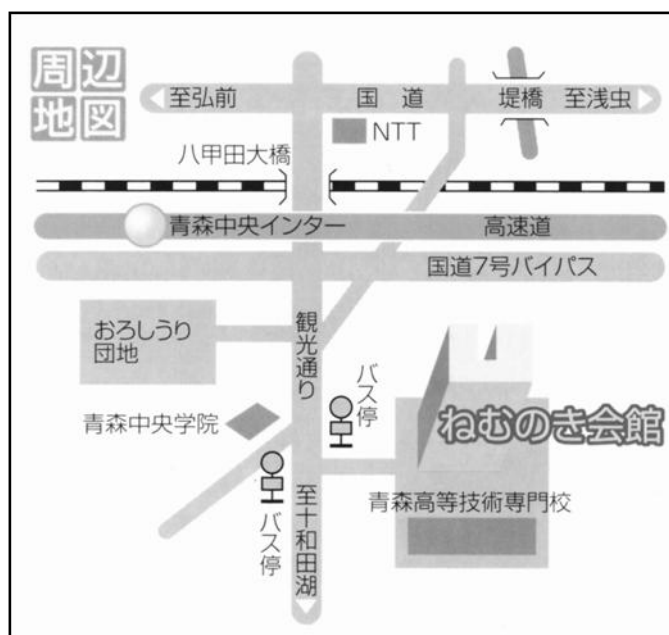 周辺
地図
至弘前
国道
堤橋
至浅虫
NTT
八甲田大橋
青森中央インター
高速道
国道7号バイパス
おろしうり
団地
観光通り
バス停
ねむのき会館
青森中央学院
バス停
至十和田湖
青森高等技術専門校